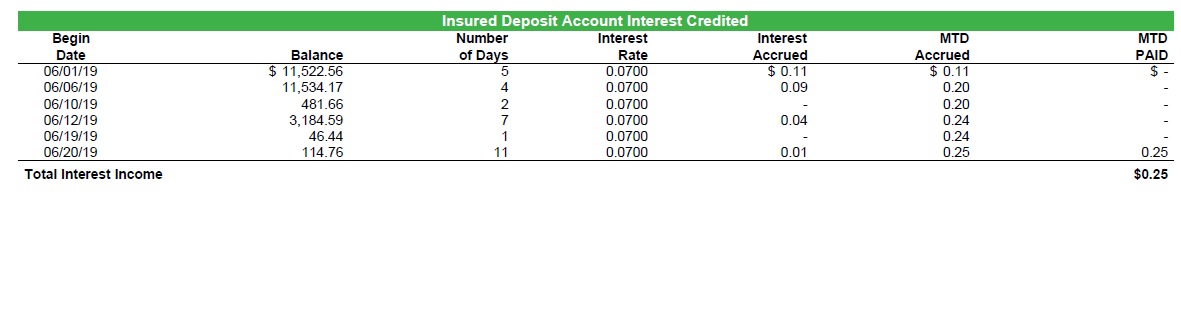 Insured Deposit Account Interest Credited
Begin Number Interest Interest MTD MTD
Date Balance of Days Rate Accrued Accrued PAID
06/01/19 $ 11,522.56 5 0.0700 $ 0.11 $ 0.11 $ -
06/06/19 11,534.17 4 0.0700 0.09 0.20 -
06/10/19 481.66 2 0.0700 - 0.20 -
06/12/19 3,184.59 7 0.0700 0.04 0.24 -
06/19/19 46.44 1 0.0700 - 0.24 -
06/20/19 114.76 11 0.0700 0.01 0.25 0.25
Total Interest Income $0.25